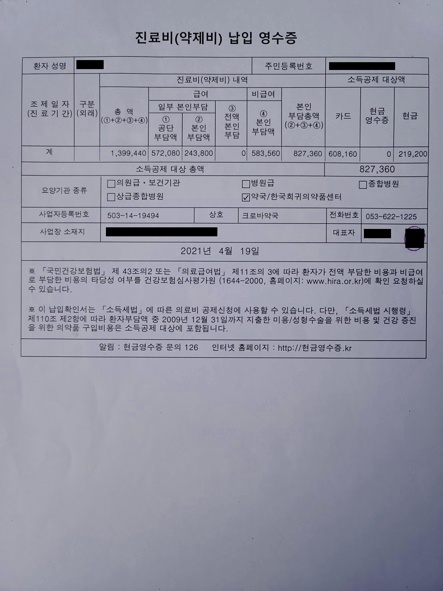 진료비(약제비) 납입 영수증
환자 성명 주민등록번호
진료비(약제비) 내역 소득공제 대상액
조 제 일 자 (진 료 기 간) 구분 (외래) 총 액 (①+②+③+④) 급여 비급여 본인 부담총액 (②+③+④) 카드 현금 영수증 현금
일부 본인부담 ③ 전액 본인 부담 ④ 본인 부담액
① 공단 부담액 ② 본인 부담액
계 1,399,440 572,080 243,800 0 583,560 827,360 608,160 0 219,200
소득공제 대상 총액 827,360
요양기관 종류 □의원급·보건기관 □병원급 □종합병원
□상급종합병원 ☑약국/한국희귀의약품센터
사업자등록번호 503-14-19494 상호 크로바약국 전화번호 053-622-1225
사업장 소재지 대표자
2021년 4월 19일
※ 「국민건강보험법」 제 43조의2 또는 「의료급여법」 제11조의 3에 따라 환자가 전액 부담한 비용과 비급여
로 부담한 비용의 타당성 여부를 건강보험심사평가원 (1644-2000, 홈페이지: www.hira.or.kr)에 확인 요청하실
수 있습니다.
※ 이 납입확인서는 「소득세법」에 따른 의료비 공제신청에 사용할 수 있습니다. 다만, 「소득세법 시행령」
제110조 제2항에 따라 환자부담액 중 2009년 12월 31일까지 지출한 미용/성형수술을 위한 비용 및 건강 증진
을 위한 의약품 구입비용은 소득공제 대상에 포함됩니다.
알림 : 현금영수증 문의 126 인터넷 홈페이지 : http://현금영수증.kr